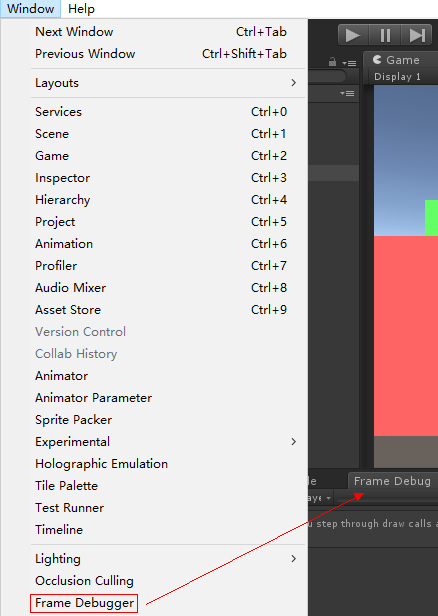 Window Help
Next Window Ctrl+Tab
Previous Window Ctrl+Shift+Tab
Layouts
Services Ctrl+0
Scene Ctrl+1
Game Ctrl+2
Inspector Ctrl+3
Hierarchy Ctrl+4
Project Ctrl+5
Animation Ctrl+6
Profiler Ctrl+7
Audio Mixer Ctrl+8
Asset Store Ctrl+9
Version Control
Collab History
Animator
Animator Parameter
Sprite Packer
Experimental
Holographic Emulation
Tile Palette
Test Runner
Timeline
Lighting
Occlusion Culling
Frame Debugger
Game
Display 1
Frame Debug
step through draw calls